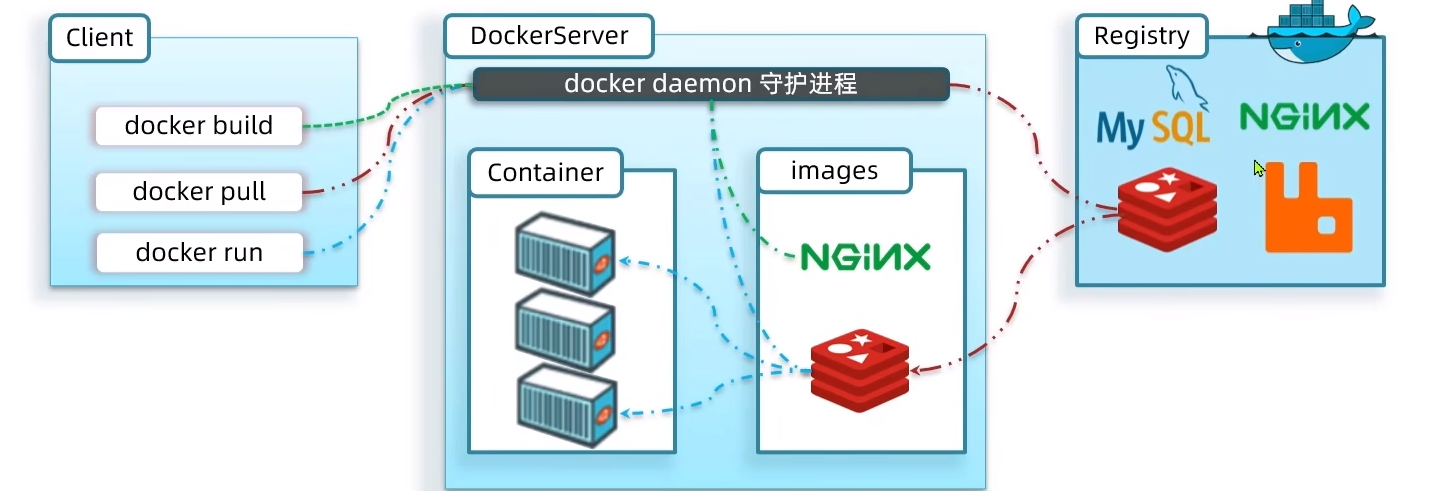 Client
docker build
docker pull
docker run
DockerServer
docker daemon 守护进程
Container
images
NGiNX
Registry
MySQL
NGiNX